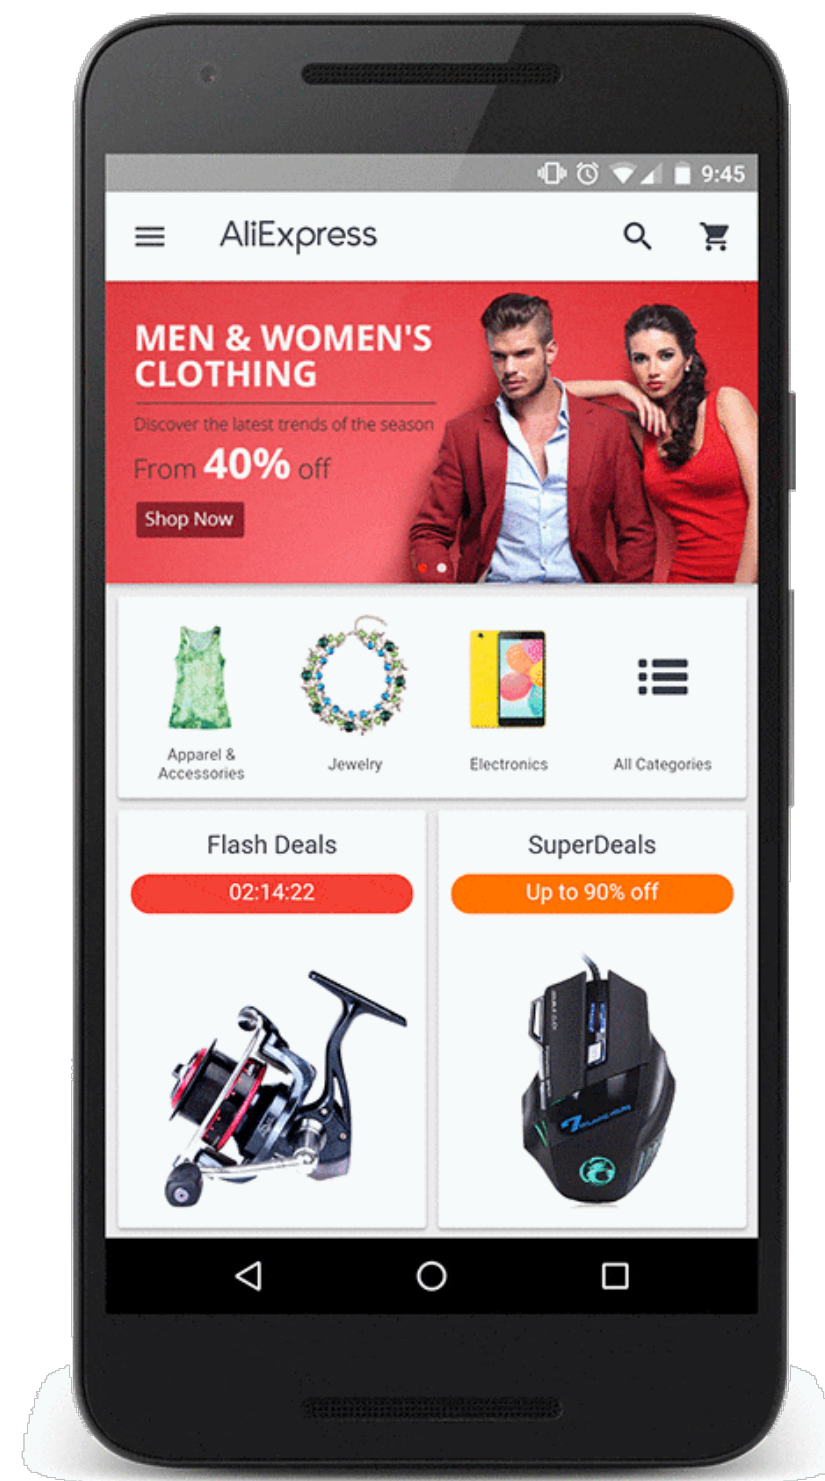 9:45
AliExpress
MEN & WOMEN'S
CLOTHING
Discover the latest trends of the season
From 40% off
Shop Now
Apparel &
Accessories
Jewelry
Electronics
All Categories
Flash Deals
SuperDeals
02:14:22
Up to 90% off